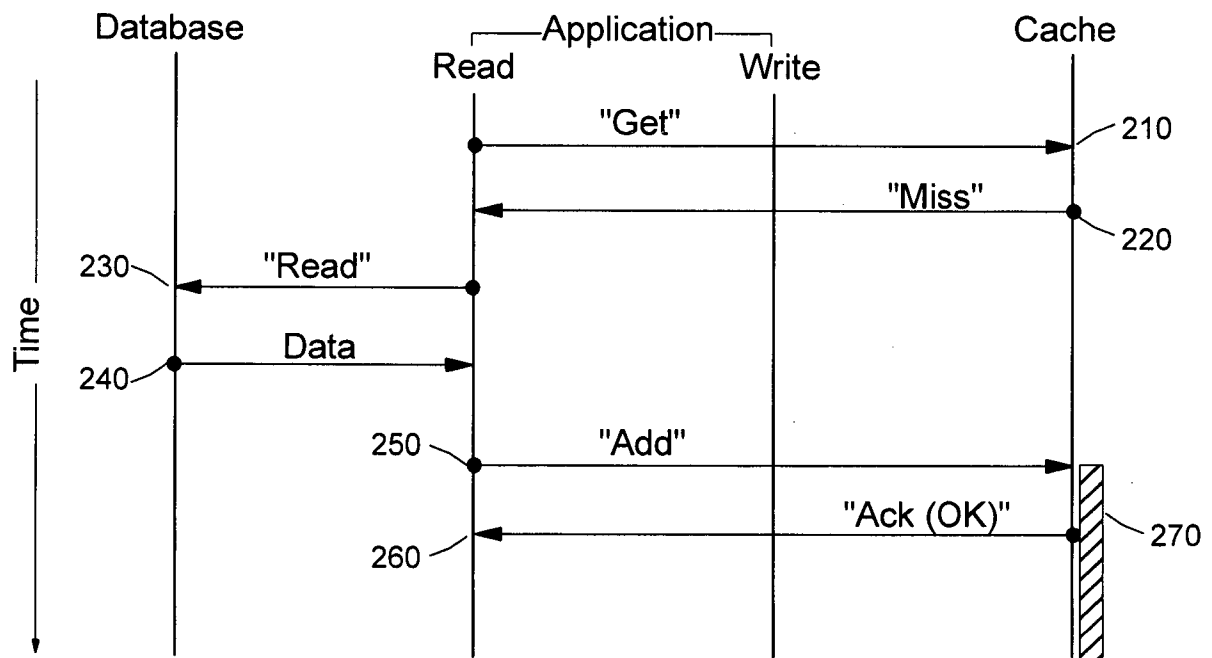 Database
Application
Cache
Read
Write
"Get"
210
"Miss"
220
230
"Read"
Time
Data
240
250
"Add"
"Ack (OK)"
270
260